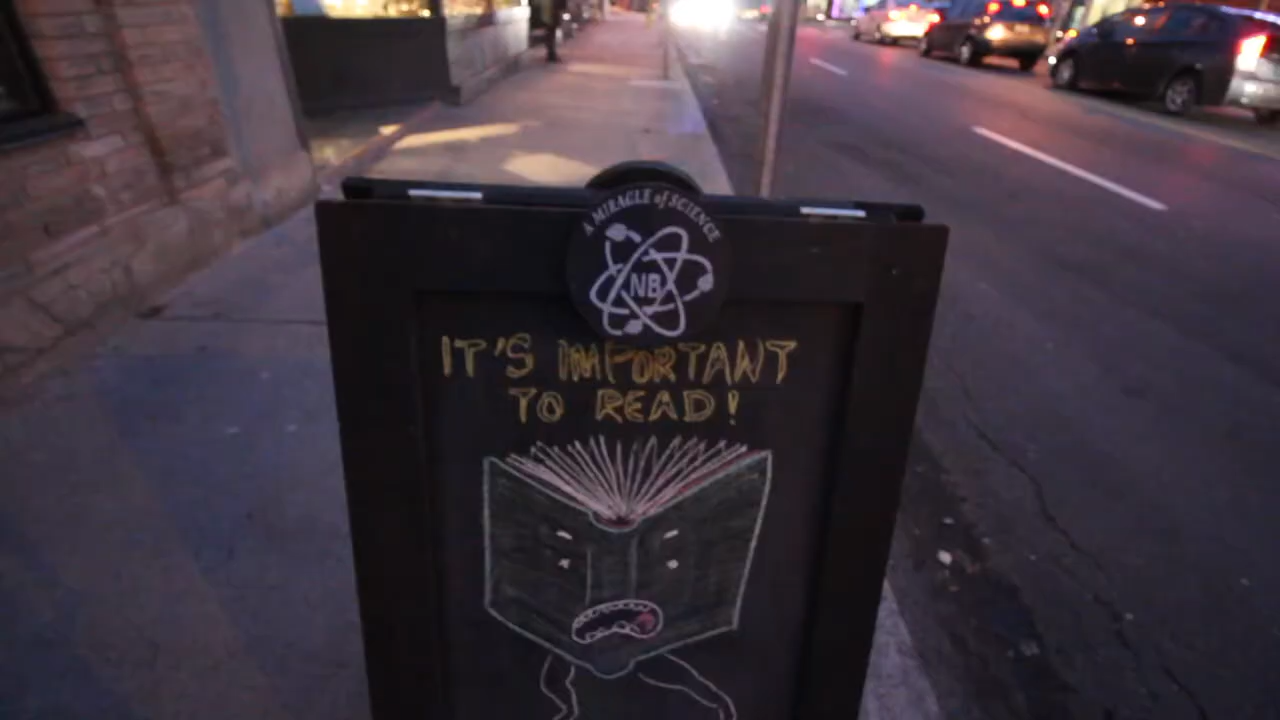 A MIRACLE of SCIENCE
NB
IT'S IMPORTANT
TO READ!